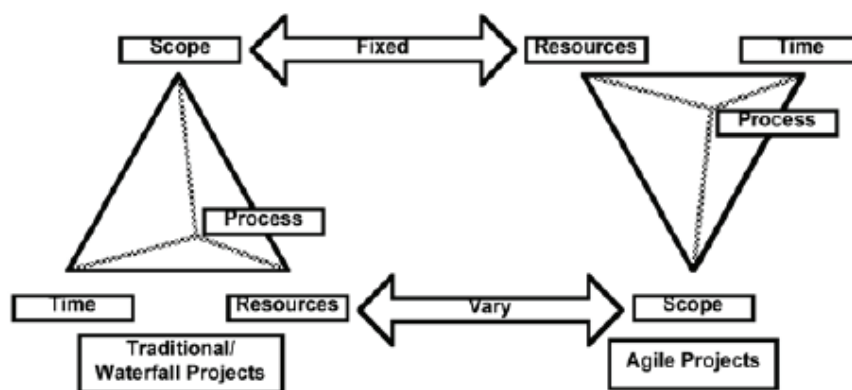 Scope
Fixed
Resources
Time
Process
Process
Time
Resources
Vary
Scope
Traditional/
Waterfall Projects
Agile Projects